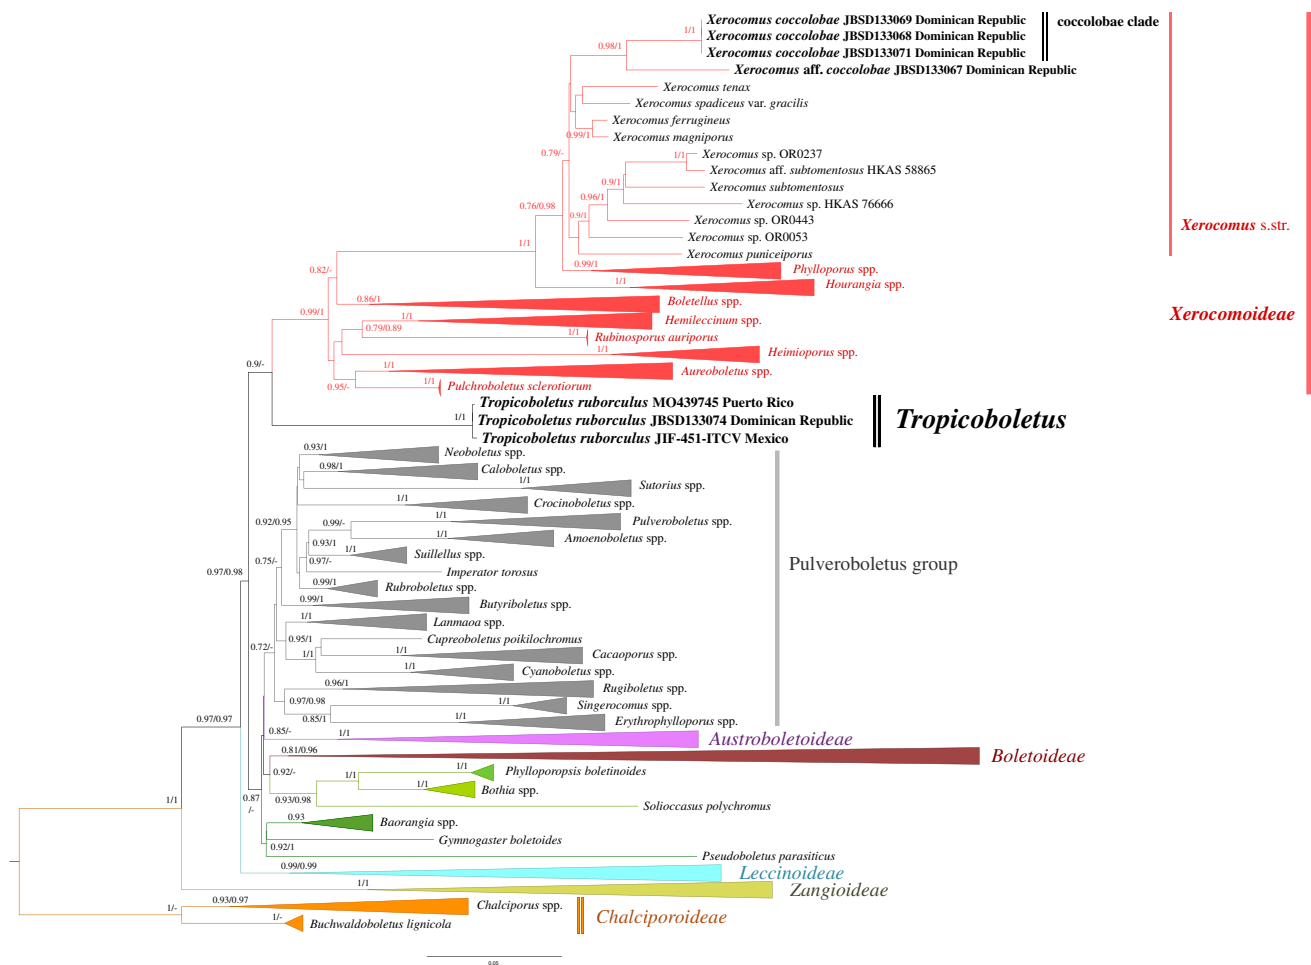 Xerocomus coccolobae JBSD133069 Dominican Republic
1/1
Xerocomus coccolobae JBSD133068 Dominican Republic
coccolobae clade
0.98/1
Xerocomus coccolobae JBSD133071 Dominican Republic
Xerocomus aff. coccolobae JBSD133067 Dominican Republic
Xerocomus tenax
Xerocomus spadiceus var. gracilis
Xerocomus ferrugineus
0.99/1
Xerocomus magniporus
0.79/-
1/1
Xerocomus sp. OR0237
Xerocomus aff. subtomentosus HKAS 58865
0.9/1
Xerocomus subtomentosus
0.96/1
Xerocomus sp. HKAS 76666
0.76/0.98
0.9/1
Xerocomus sp. OR0443
Xerocomus s.str.
Xerocomus sp. OR0053
1/1
Xerocomus puniceiporus
0.99/1
Phylloporus spp.
0.82/-
1/1
Hourangia spp.
0.86/1
Boletellus spp.
0.99/1
1/1
Hemileccinum spp.
Xerocomoideae
0.79/0.89
1/1
Rubinosporus auriporus
1/1
Heimioporus spp.
0.9/-
1/1
Aureoboletus spp.
0.95/-
1/1
Pulchroboletus sclerotiorum
Tropicoboletus ruborculus MO439745 Puerto Rico
1/1
Tropicoboletus ruborculus JBSD133074 Dominican Republic
Tropicoboletus
Tropicoboletus ruborculus JIF-451-ITCV Mexico
0.93/1
Neoboletus spp.
0.98/1
Caloboletus spp.
1/1
Sutorius spp.
1/1
Crocinoboletus spp.
0.92/0.95
0.99/-
1/1
Pulveroboletus spp.
1/1
Amoenoboletus spp.
0.93/1
1/1
Suillellus spp.
0.75/-
0.97/-
Pulveroboletus group
0.97/0.98
Imperator torosus
0.99/1
Rubroboletus spp.
0.99/1
Butyriboletus spp.
1/1
Lanmaoa spp.
0.95/1
Cupreoboletus poikilochromus
0.72/-
1/1
1/1
Cacaoporus spp.
1/1
Cyanoboletus spp.
0.96/1
Rugiboletus spp.
0.97/0.98
1/1
Singerocomus spp.
0.97/0.97
0.85/1
1/1
Erythrophylloporus spp.
0.85/-
1/1
Austroboletoideae
0.81/0.96
Boletoideae
0.92/-
1/1
Phylloporopsis boletinoides
1/1
Bothia spp.
1/1
0.87
/-
0.93/0.98
1/1
Solioccasus polychromus
0.93
Baorangia spp.
Gymnogaster boletoides
0.92/1
Pseudoboletus parasiticus
0.99/0.99
Leccinoideae
1/1
Zangioideae
0.93/0.97
1/-
Chalciporus spp.
1/-
Buchwaldoboletus lignicola
Chalciporoideae
0.05